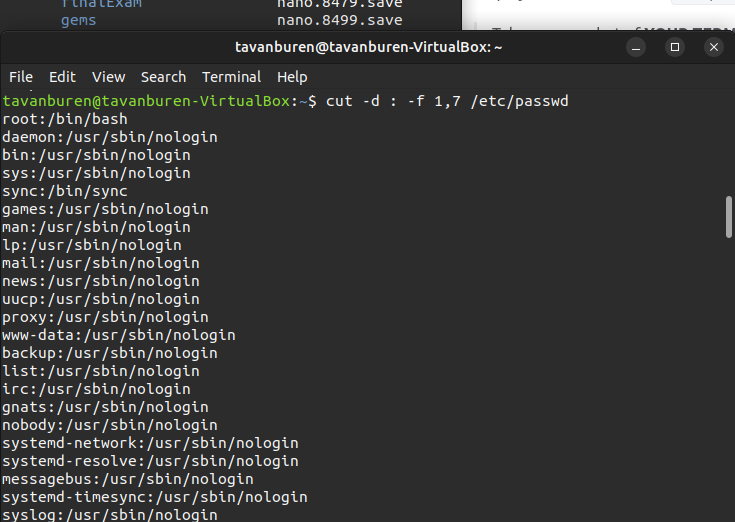 finalExam nano.8479.save
gems nano.8499.save
tavanburen@tavanburen-VirtualBox: ~
File Edit View Search Terminal Help
tavanburen@tavanburen-VirtualBox:~$ cut -d : -f 1,7 /etc/passwd
root:/bin/bash
daemon:/usr/sbin/nologin
bin:/usr/sbin/nologin
sys:/usr/sbin/nologin
sync:/bin/sync
games:/usr/sbin/nologin
man:/usr/sbin/nologin
lp:/usr/sbin/nologin
mail:/usr/sbin/nologin
news:/usr/sbin/nologin
uucp:/usr/sbin/nologin
proxy:/usr/sbin/nologin
www-data:/usr/sbin/nologin
backup:/usr/sbin/nologin
list:/usr/sbin/nologin
irc:/usr/sbin/nologin
gnats:/usr/sbin/nologin
nobody:/usr/sbin/nologin
systemd-network:/usr/sbin/nologin
systemd-resolve:/usr/sbin/nologin
messagebus:/usr/sbin/nologin
systemd-timesync:/usr/sbin/nologin
syslog:/usr/sbin/nologin